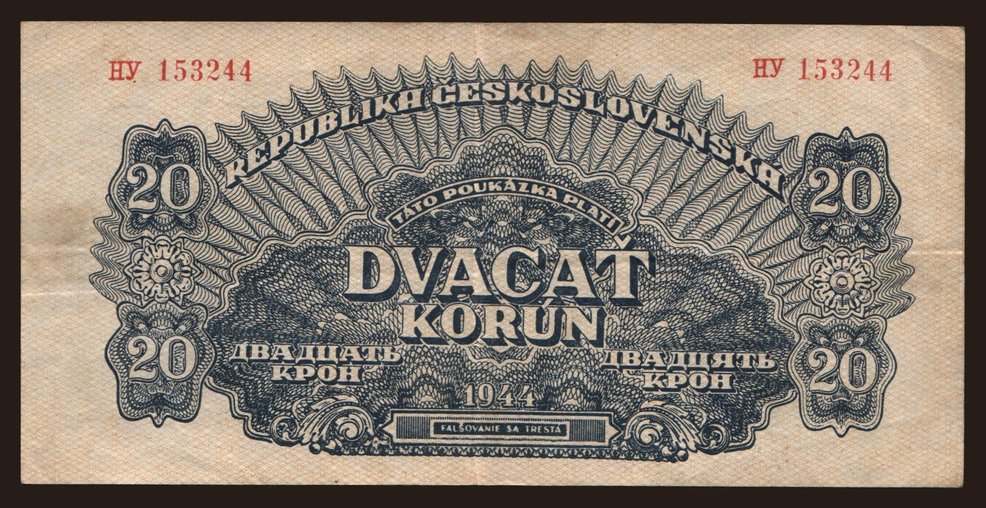 НУ 153244
НУ 153244
REPUBLIKA ČESKOSLOVENSKÁ
20
20
TÁTO POUKÁZKA PLATÍ
DVACAŤ
KORÚN
20
20
ДВАДЦАТЬ
КРОН
ДВАДЦЯТЬ
КРОН
1944
FALŠOVANIE SA TRESTÁ